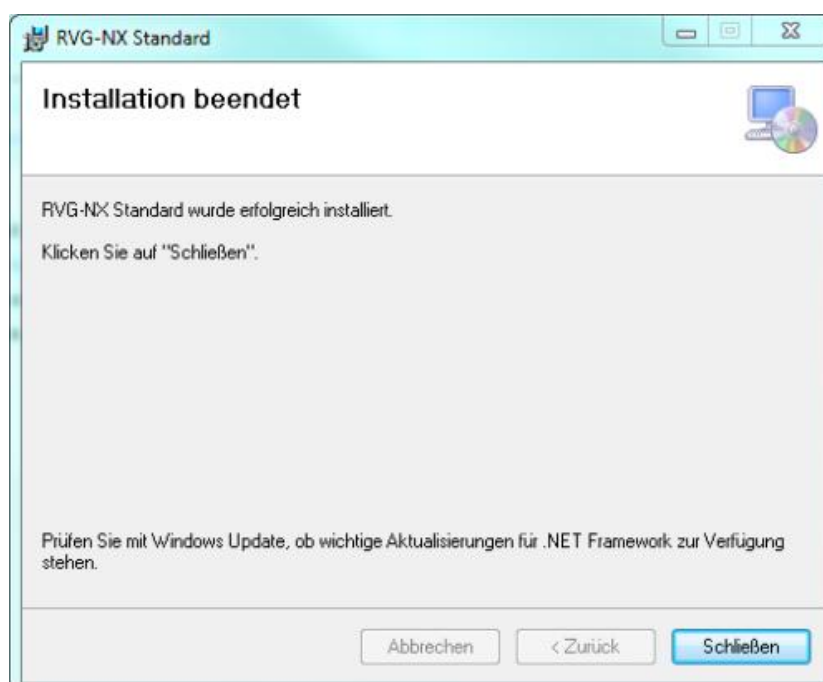 RVG-NX Standard
Installation beendet
RVG-NX Standard wurde erfolgreich installiert.
Klicken Sie auf "Schließen".
Prüfen Sie mit Windows Update, ob wichtige Aktualisierungen für .NET Framework zur Verfügung
stehen.
Abbrechen < Zurück Schließen